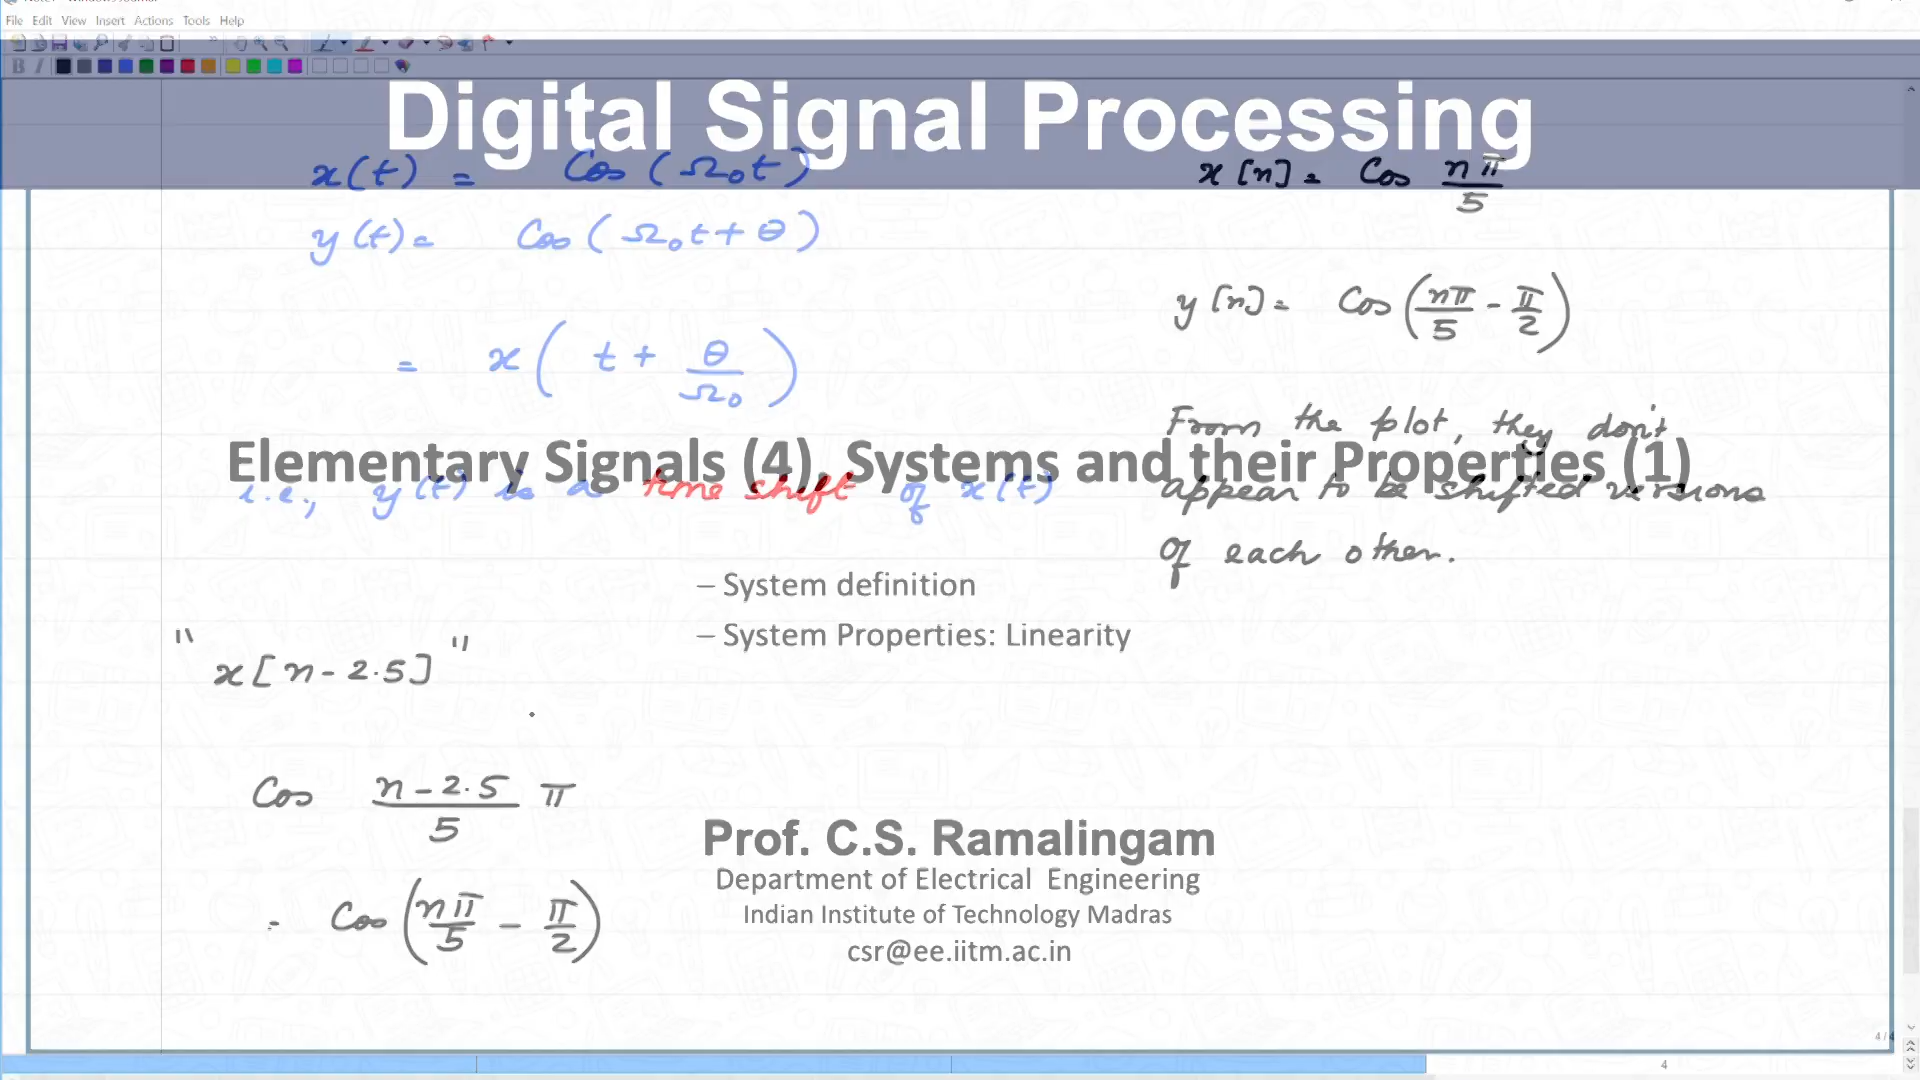 File Edit View Insert Actions Tools Help
B I
Digital Signal Processing
x(t) = Cos (Ω₀t)
y(t) = Cos (Ω₀t + θ)
= x( t + θ/Ω₀ )
i.e., y(t) is a time shift of x(t)
x[n] = Cos nπ/5
y[n] = Cos (nπ/5 - π/2)
From the plot, they don't
appear to be shifted versions
of each other.
Elementary Signals (4), Systems and their Properties (1)
– System definition
– System Properties: Linearity
" x[n-2.5] "
Cos n-2.5/5 π
= Cos (nπ/5 - π/2)
Prof. C.S. Ramalingam
Department of Electrical Engineering
Indian Institute of Technology Madras
csr@ee.iitm.ac.in
4/4
4